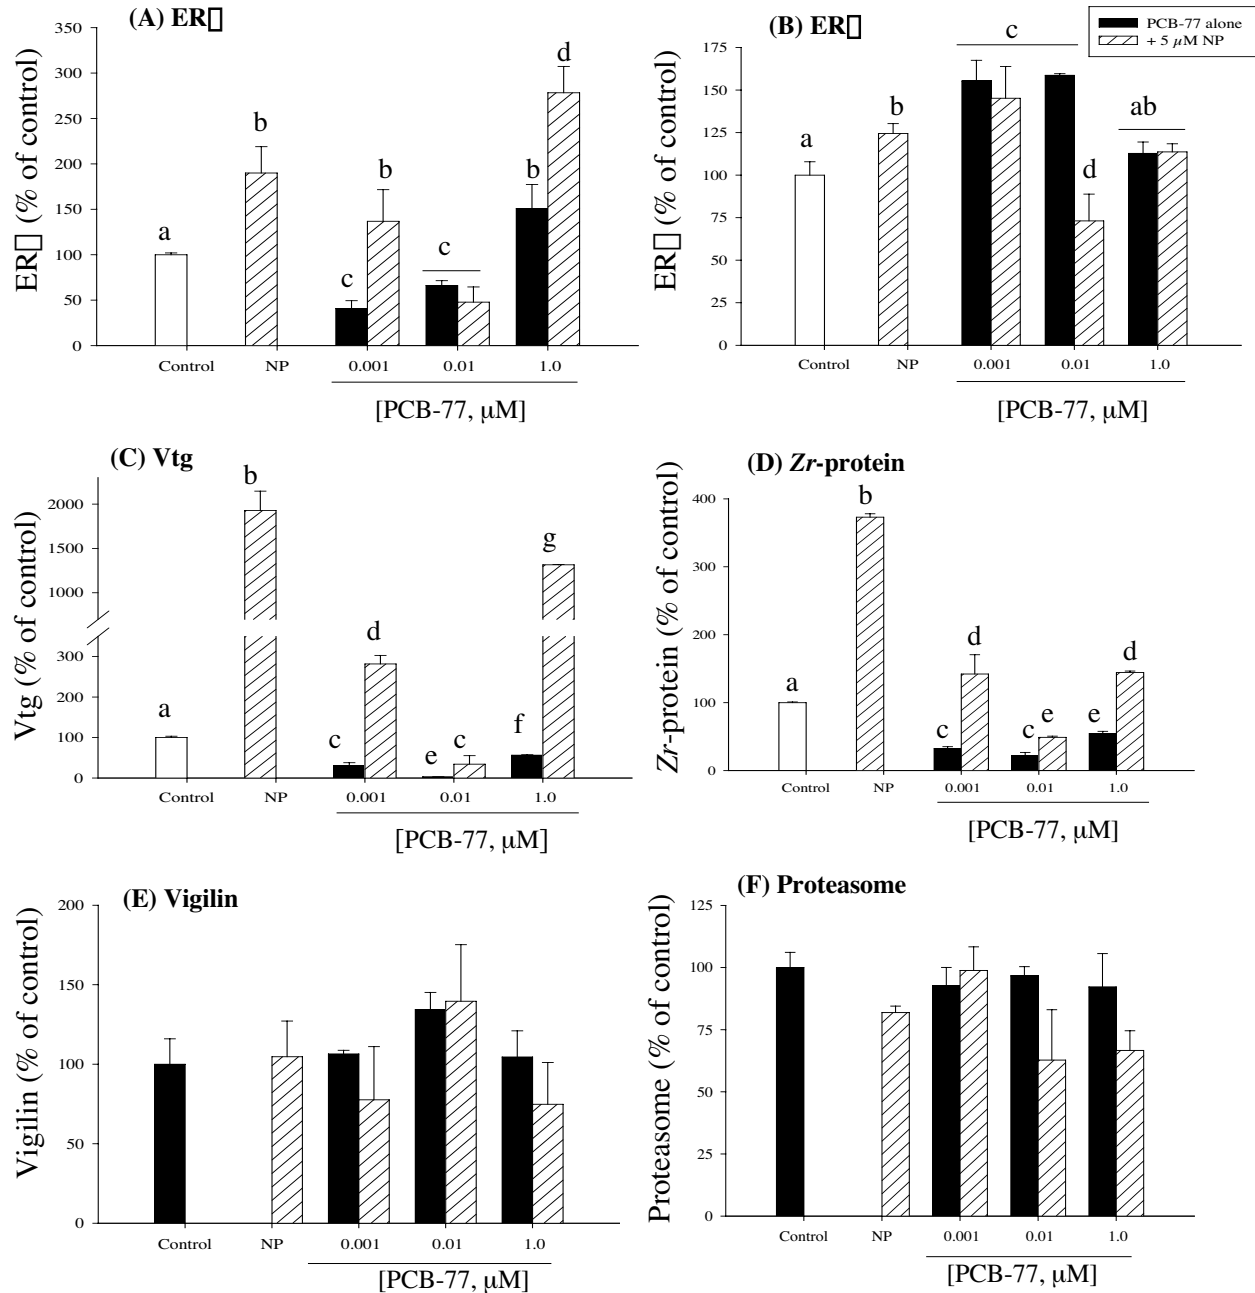 (A) ER▯
ER▯ (% of control)
350
300
250
200
150
100
50
0
a
b
c
b
c
b
d
Control NP 0.001 0.01 1.0
[PCB-77, μM]
(B) ER▯
PCB-77 alone
+ 5 μM NP
ER▯ (% of control)
175
150
125
100
75
50
25
0
a
b
c
d
ab
Control NP 0.001 0.01 1.0
[PCB-77, μM]
(C) Vtg
Vtg (% of control)
2000
1500
1000
300
200
100
0
a
b
c
d
e
c
f
g
Control NP 0.001 0.01 1.0
[PCB-77, μM]
(D) Zr-protein
Zr-protein (% of control)
400
300
200
100
0
a
b
c
d
c
e
e
d
Control NP 0.001 0.01 1.0
[PCB-77, μM]
(E) Vigilin
Vigilin (% of control)
200
150
100
50
0
Control NP 0.001 0.01 1.0
[PCB-77, μM]
(F) Proteasome
Proteasome (% of control)
125
100
75
50
25
0
Control NP 0.001 0.01 1.0
[PCB-77, μM]